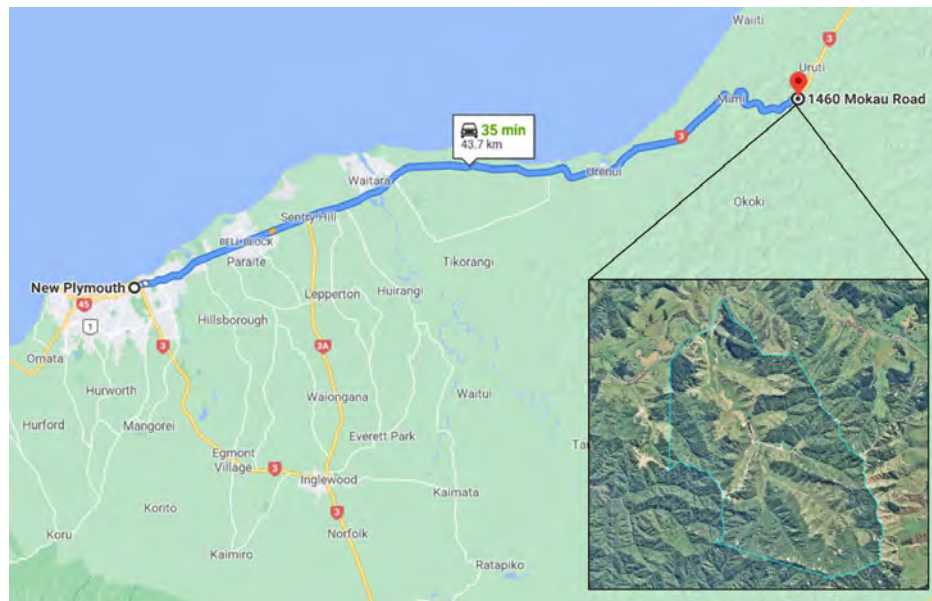 Waiiti
3
Uruti
1460 Mokau Road
Mimi
35 min
43.7 km
3
Urenui
Waitara
Okoki
Sentry Hill
BELL BLOCK
Paraite
Tikorangi
New Plymouth
45
Lepperton
Huirangi
1
Hillsborough
3
3A
Omata
Hurworth
Waiongana
Waitui
Hurford
Mangorei
Everett Park
Egmont
Village
3
Inglewood
Kaimata
Korito
3
Koru
Norfolk
Kaimiro
Ratapiko